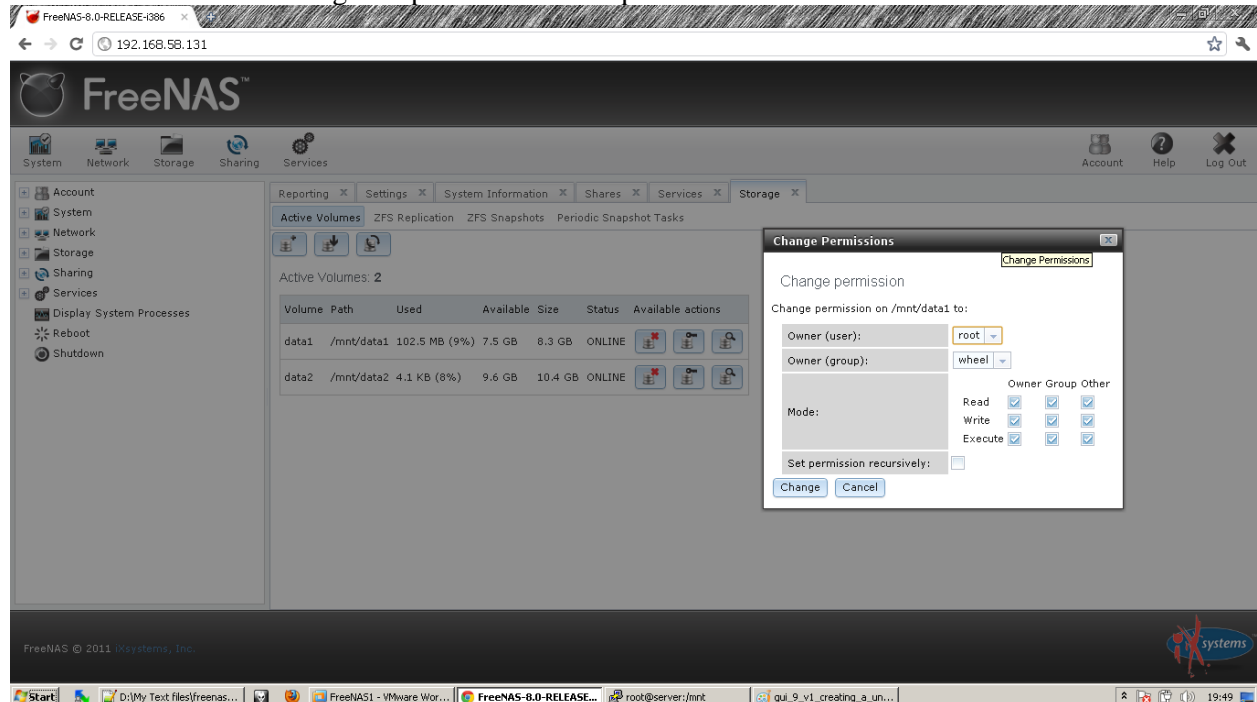 FreeNAS-8.0-RELEASE-i386
192.168.58.131
FreeNAS™
System Network Storage Sharing Services Account Help Log Out
Account
System
Network
Storage
Sharing
Services
Display System Processes
Reboot
Shutdown
Reporting Settings System Information Shares Services Storage
Active Volumes ZFS Replication ZFS Snapshots Periodic Snapshot Tasks
Active Volumes: 2
Volume Path Used Available Size Status Available actions
data1 /mnt/data1 102.5 MB (9%) 7.5 GB 8.3 GB ONLINE
data2 /mnt/data2 4.1 KB (8%) 9.6 GB 10.4 GB ONLINE
Change Permissions
Change Permissions
Change permission
Change permission on /mnt/data1 to:
Owner (user): root
Owner (group): wheel
Owner Group Other
Mode:
Read
Write
Execute
Set permission recursively:
Change Cancel
FreeNAS © 2011 iXsystems, Inc.
systems
Start D:\My Text files\freenas... FreeNAS1 - VMware Wor... FreeNAS-8.0-RELEASE... root@server:/mnt gui_9_v1_creating_a_un... 19:49